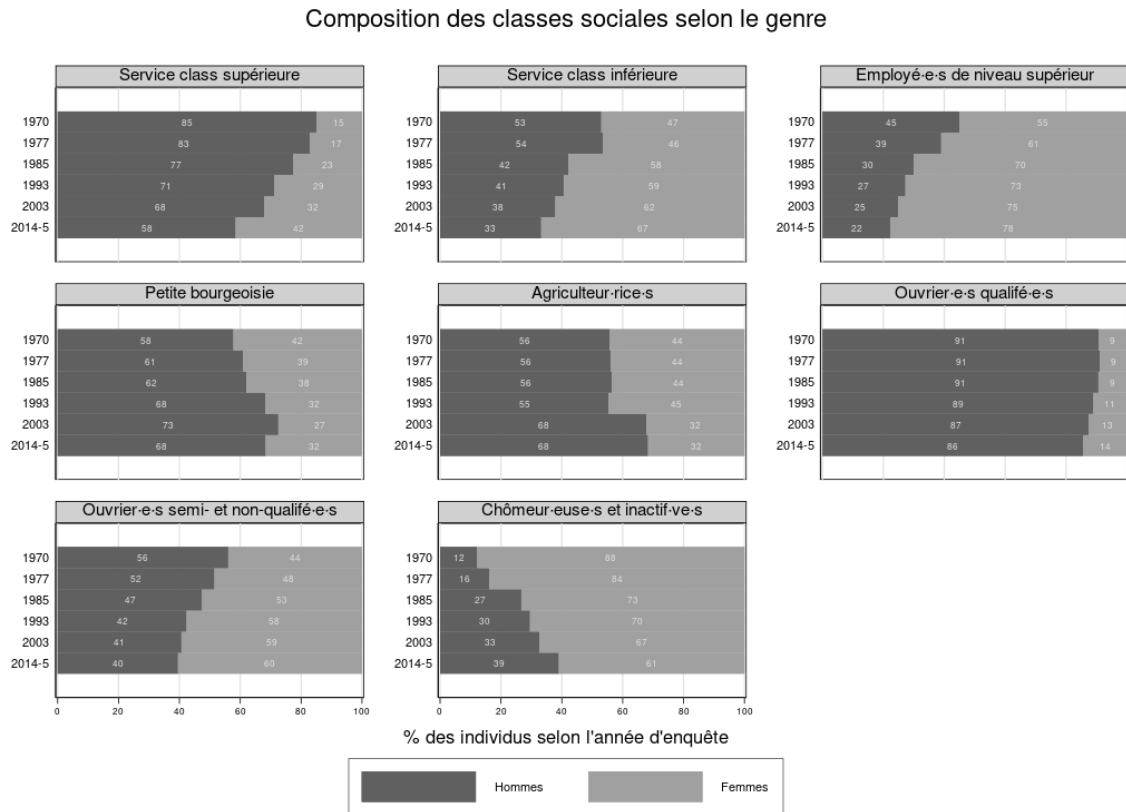 Composition des classes sociales selon le genre
Service class supérieure
1970 85 15
1977 83 17
1985 77 23
1993 71 29
2003 68 32
2014-5 58 42
Service class inférieure
1970 53 47
1977 54 46
1985 42 58
1993 41 59
2003 38 62
2014-5 33 67
Employé·e·s de niveau supérieur
1970 45 55
1977 39 61
1985 30 70
1993 27 73
2003 25 75
2014-5 22 78
Petite bourgeoisie
1970 58 42
1977 61 39
1985 62 38
1993 68 32
2003 73 27
2014-5 68 32
Agriculteur·rice·s
1970 56 44
1977 56 44
1985 56 44
1993 55 45
2003 68 32
2014-5 68 32
Ouvrier·e·s qualifé·e·s
1970 91 9
1977 91 9
1985 91 9
1993 89 11
2003 87 13
2014-5 86 14
Ouvrier·e·s semi- et non-qualifé·e·s
1970 56 44
1977 52 48
1985 47 53
1993 42 58
2003 41 59
2014-5 40 60
0 20 40 60 80 100
Chômeur·euse·s et inactif·ve·s
1970 12 88
1977 16 84
1985 27 73
1993 30 70
2003 33 67
2014-5 39 61
0 20 40 60 80 100
% des individus selon l'année d'enquête
Hommes Femmes